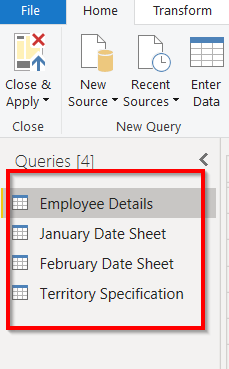 File
Home
Transform
Close &
Apply
New
Source
Recent
Sources
Enter
Data
Close
New Query
Queries [4]
Employee Details
January Date Sheet
February Date Sheet
Territory Specification